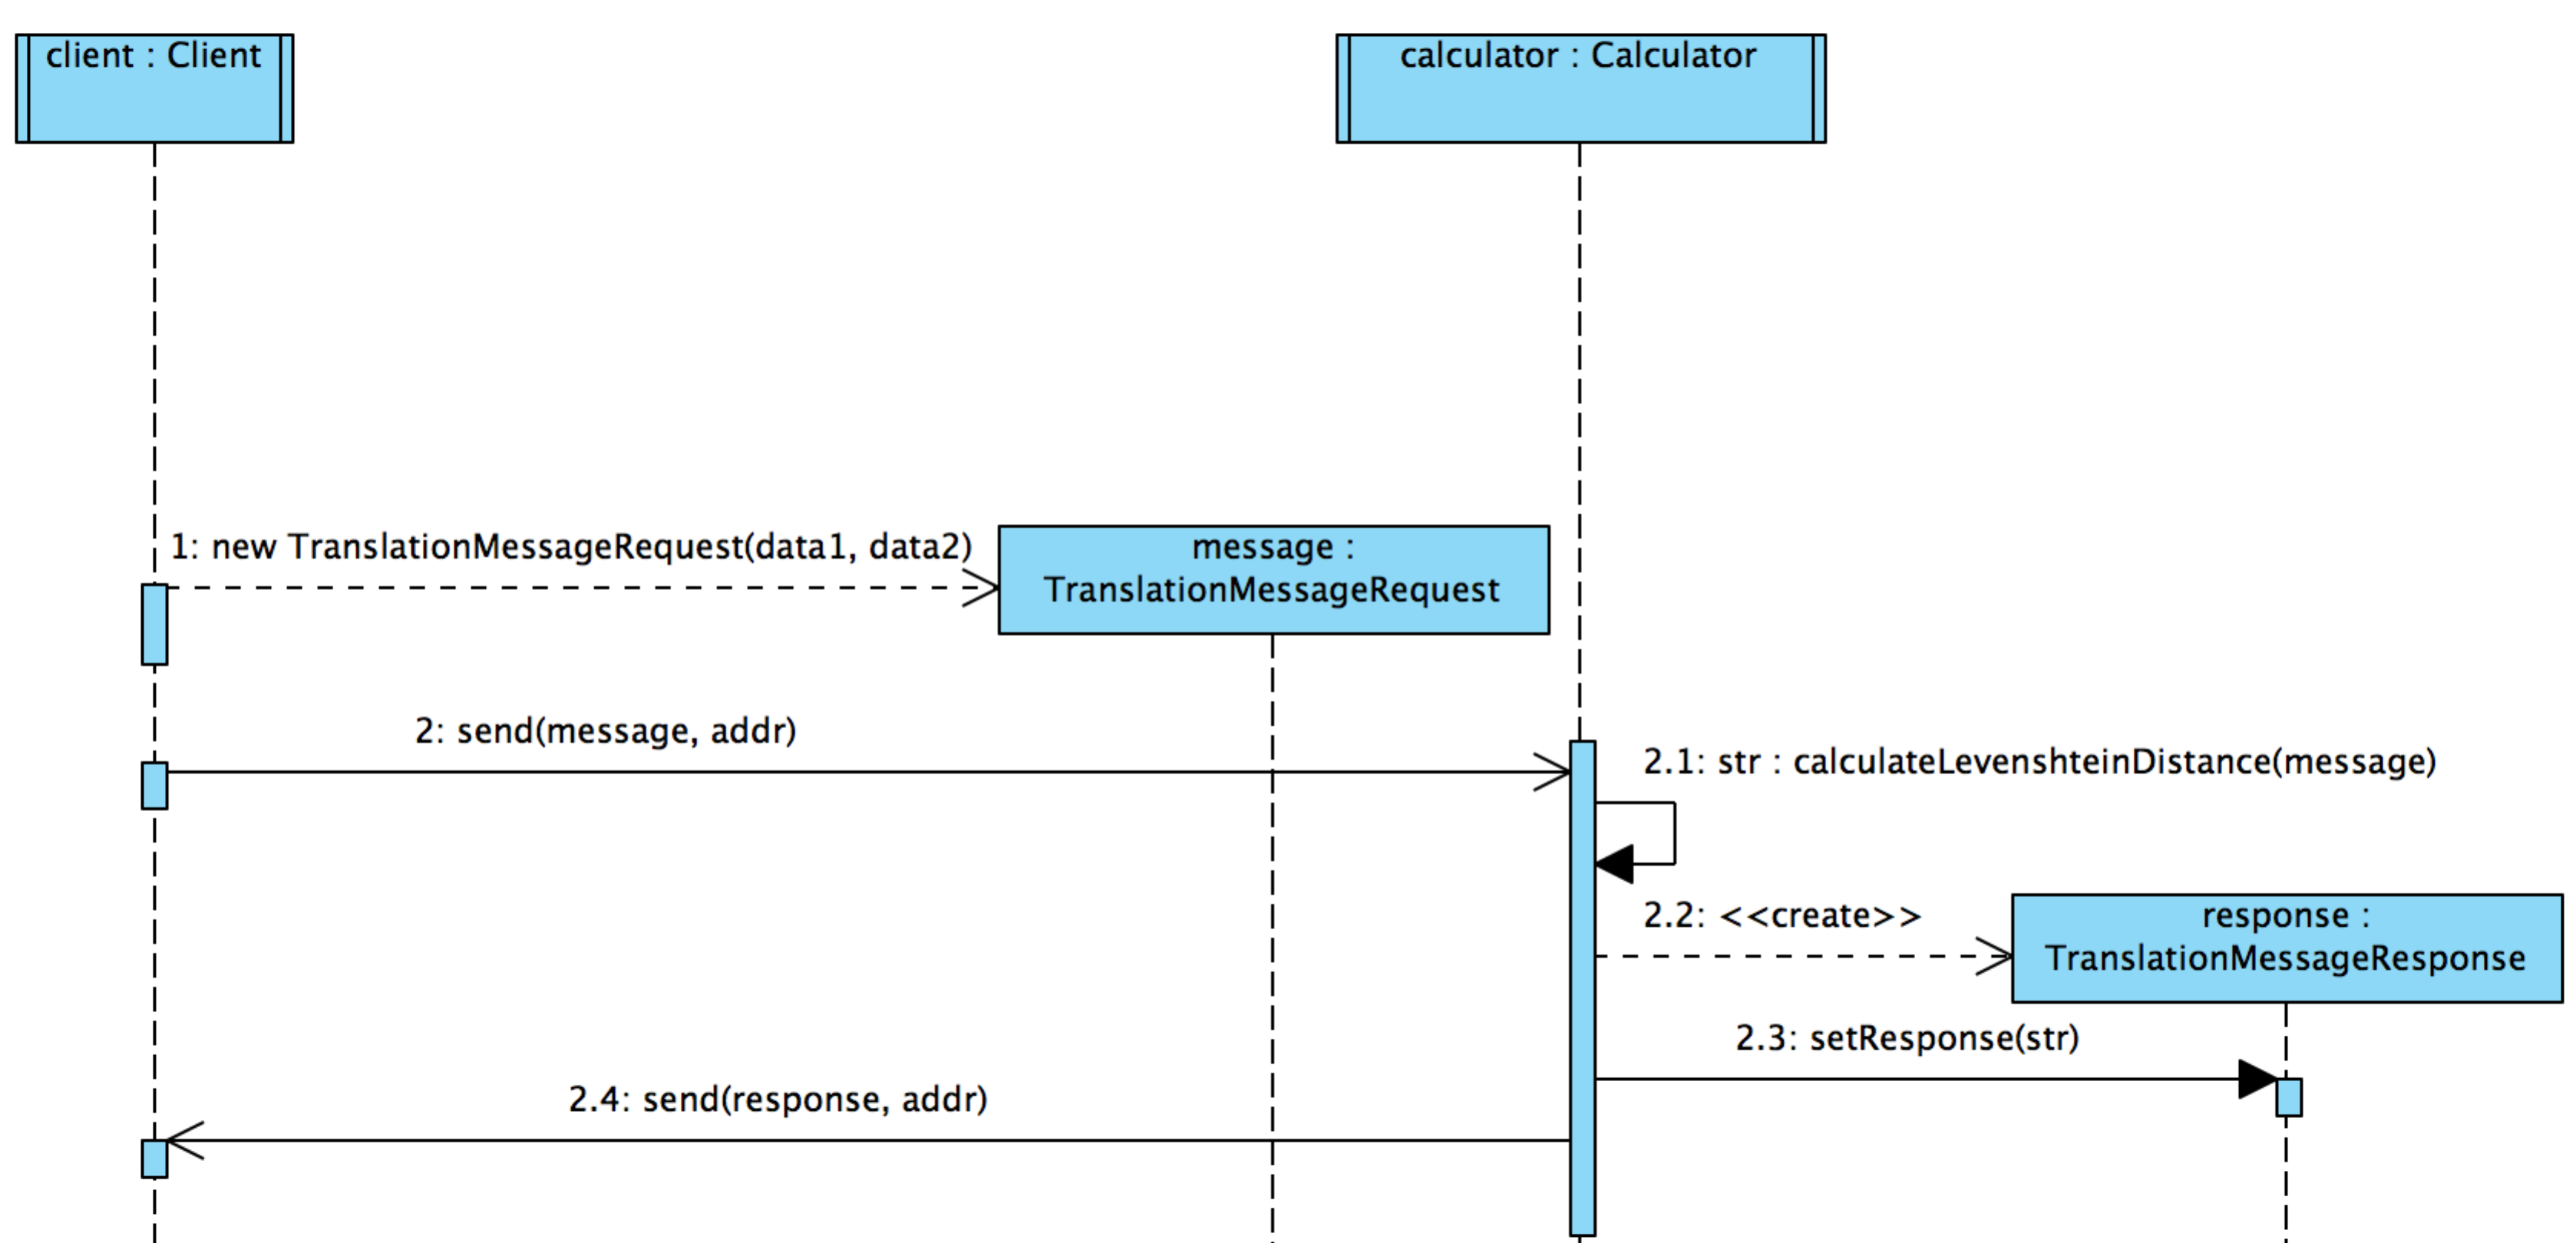 client : Client
calculator : Calculator
1: new TranslationMessageRequest(data1, data2)
message :
TranslationMessageRequest
2: send(message, addr)
2.1: str : calculateLevenshteinDistance(message)
2.2: <<create>>
response :
TranslationMessageResponse
2.3: setResponse(str)
2.4: send(response, addr)